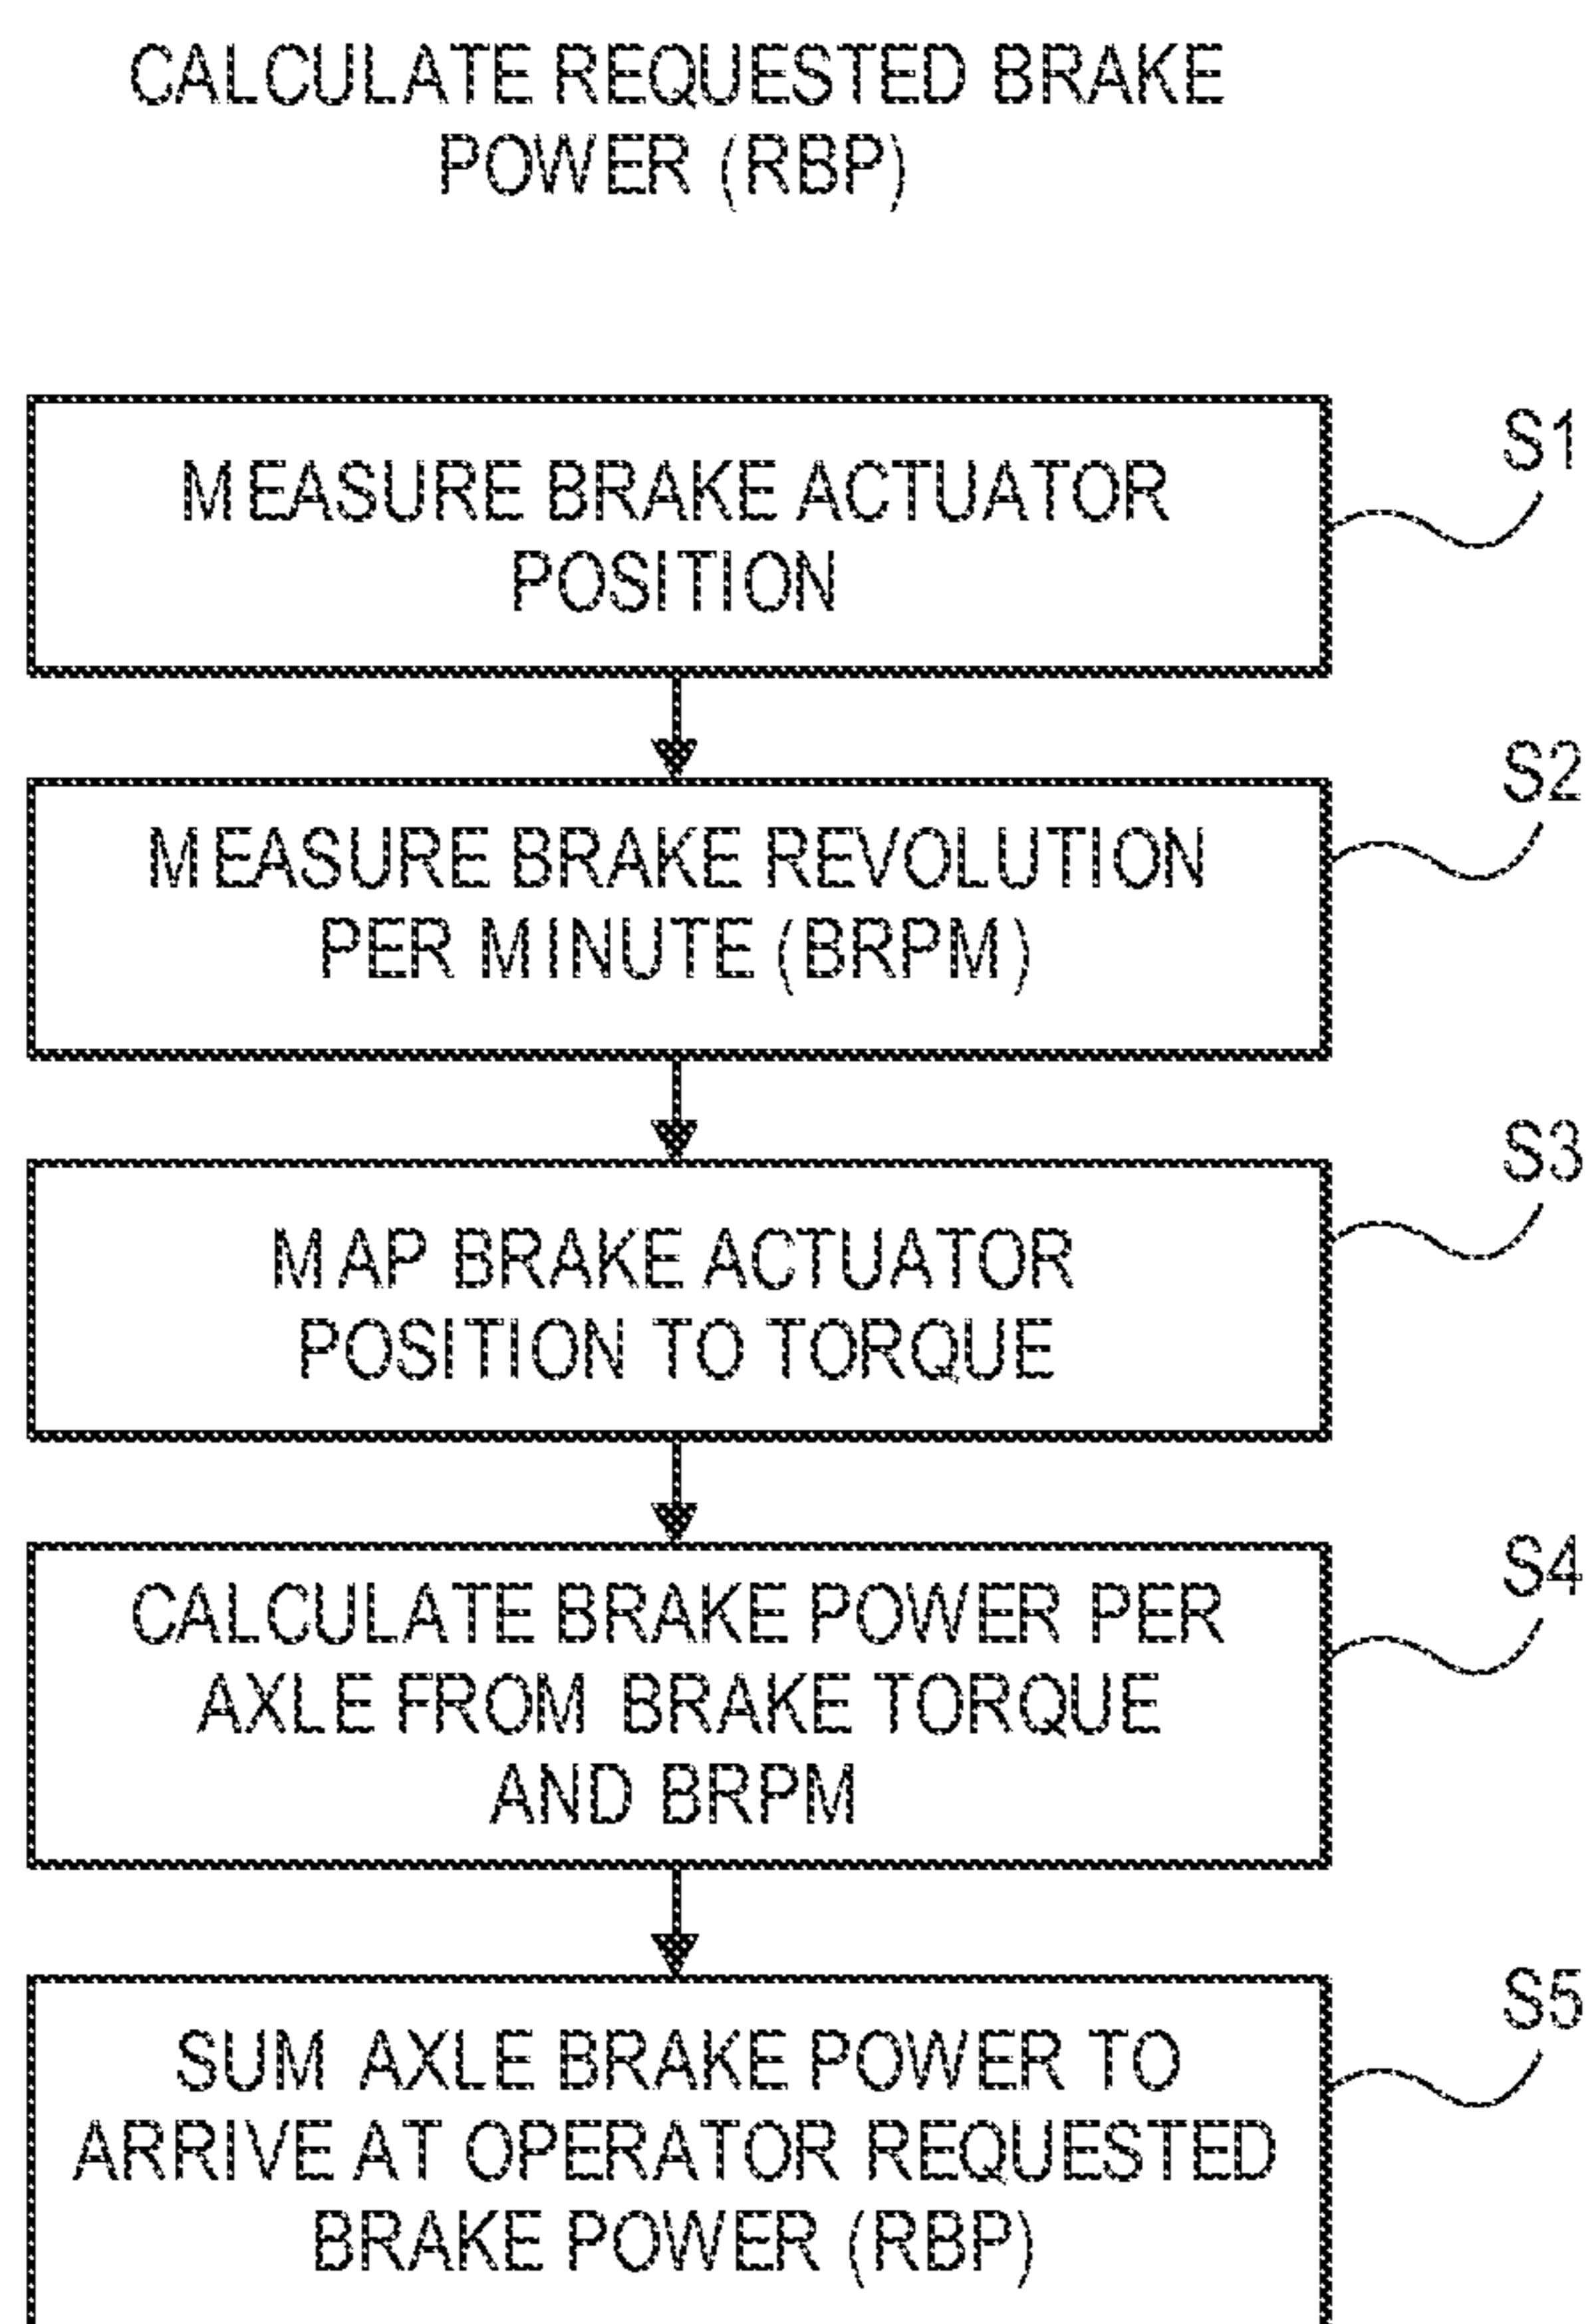 CALCULATE REQUESTED BRAKE
POWER (RBP)
MEASURE BRAKE ACTUATOR
POSITION
S1
MEASURE BRAKE REVOLUTION
PER MINUTE (BRPM)
S2
MAP BRAKE ACTUATOR
POSITION TO TORQUE
S3
CALCULATE BRAKE POWER PER
AXLE FROM BRAKE TORQUE
AND BRPM
S4
SUM AXLE BRAKE POWER TO
ARRIVE AT OPERATOR REQUESTED
BRAKE POWER (RBP)
S5